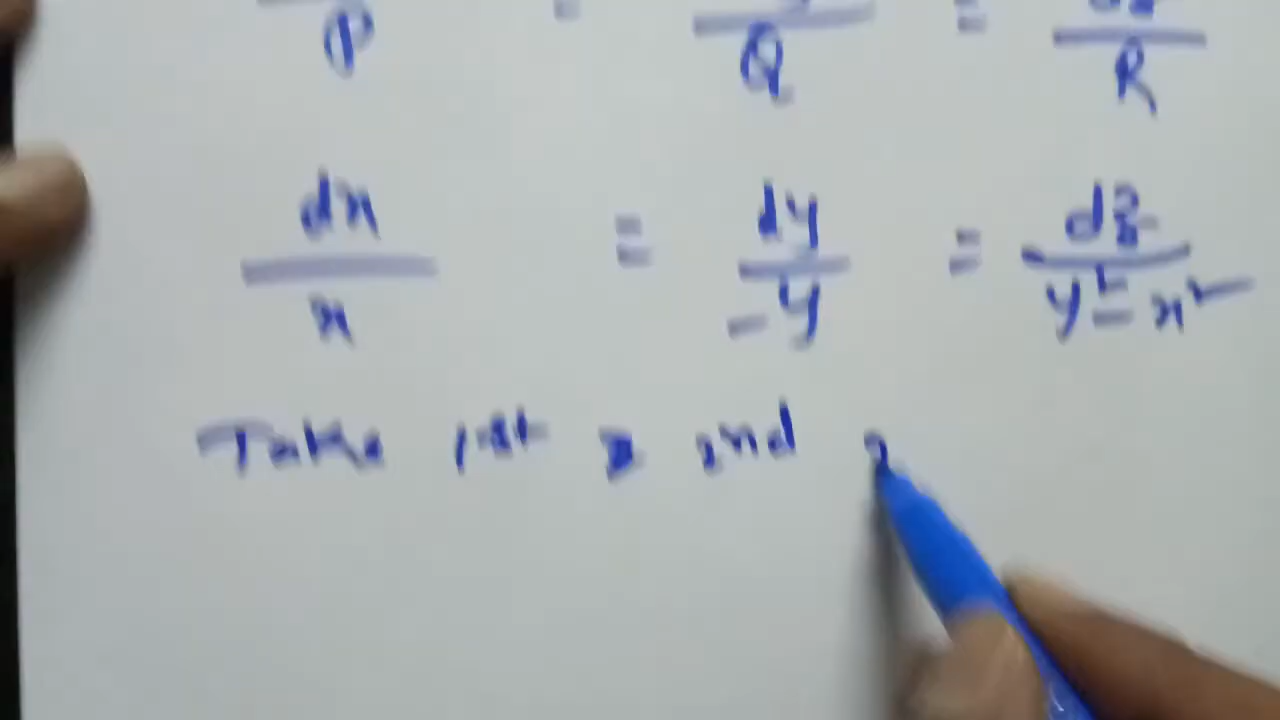 P = Q = R
dx = dy = dz
x -y y² - x²
Take 1st & 2nd